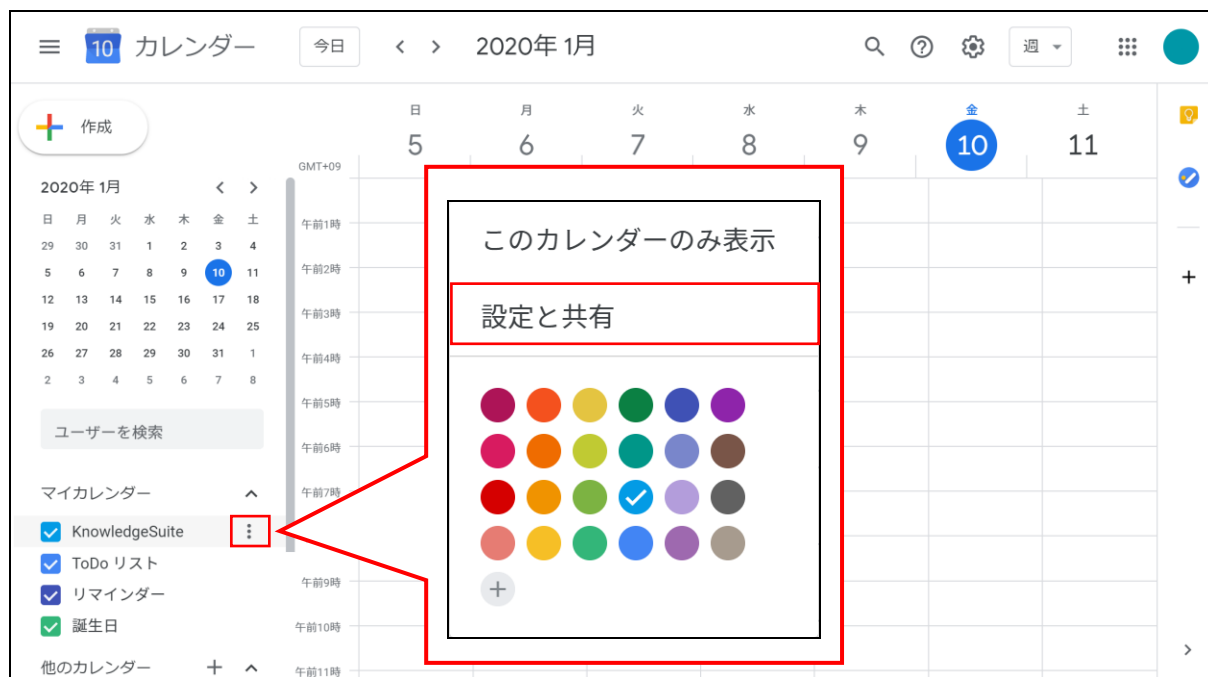 10 カレンダー 今日 2020年 1月 週
作成
日 月 火 水 木 金 土
5 6 7 8 9 10 11
GMT+09
2020年 1月
日 月 火 水 木 金 土
29 30 31 1 2 3 4
5 6 7 8 9 10 11
12 13 14 15 16 17 18
19 20 21 22 23 24 25
26 27 28 29 30 31 1
2 3 4 5 6 7 8
ユーザーを検索
マイカレンダー
KnowledgeSuite
ToDo リスト
リマインダー
誕生日
他のカレンダー
午前1時
午前2時
午前3時
午前4時
午前5時
午前6時
午前7時
午前9時
午前10時
午前11時
このカレンダーのみ表示
設定と共有